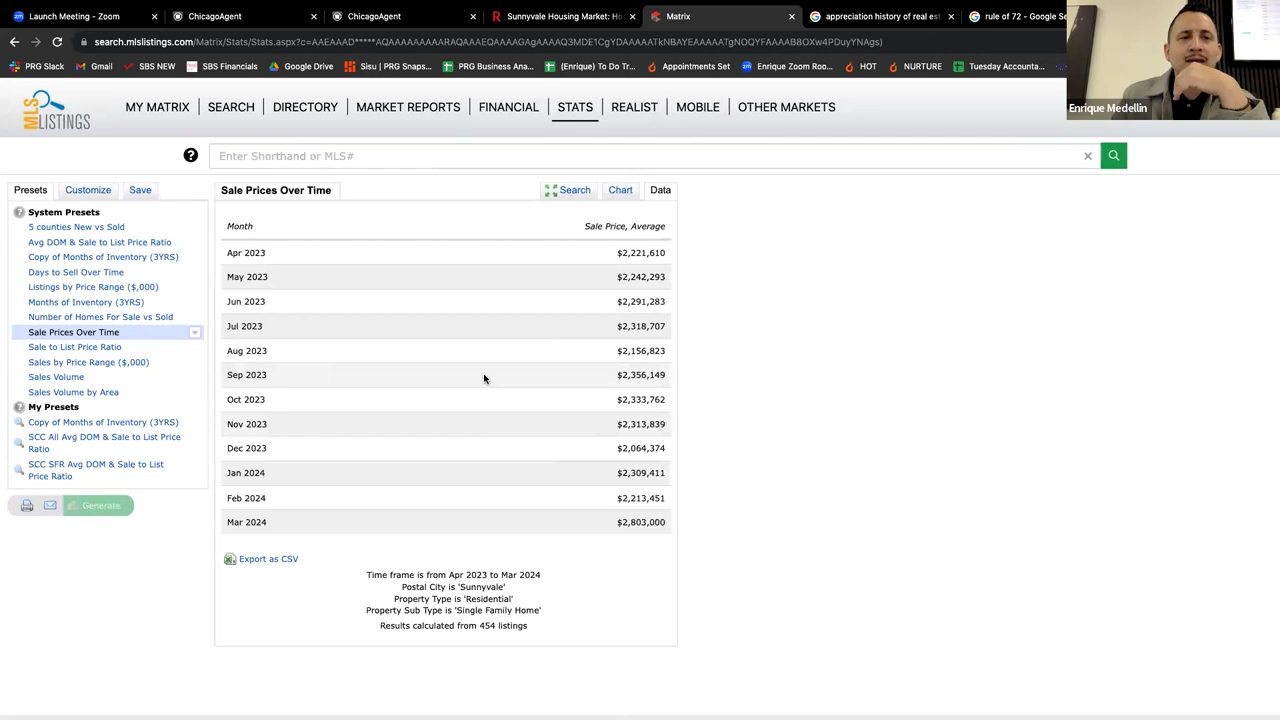 Launch Meeting - Zoom
ChicagoAgent
ChicagoAgent
Sunnyvale Housing Market: Ho
Matrix
appreciation history of real est
rule of 72 - Google Se
search.mlslistings.com/Matrix/Stats/Stats.aspx?
PRG Slack
Gmail
SBS NEW
SBS Financials
Google Drive
Sisu | PRG Snaps...
PRG Business Ana...
(Enrique) To Do Tr...
Appointments Set
Enrique Zoom Roo...
HOT
NURTURE
Tuesday Accounta...
Enrique Medellin
MLS LISTINGS
MY MATRIX
SEARCH
DIRECTORY
MARKET REPORTS
FINANCIAL
STATS
REALIST
MOBILE
OTHER MARKETS
Enter Shorthand or MLS#
Presets
Customize
Save
System Presets
5 counties New vs Sold
Avg DOM & Sale to List Price Ratio
Copy of Months of Inventory (3YRS)
Days to Sell Over Time
Listings by Price Range ($,000)
Months of Inventory (3YRS)
Number of Homes For Sale vs Sold
Sale Prices Over Time
Sale to List Price Ratio
Sales by Price Range ($,000)
Sales Volume
Sales Volume by Area
My Presets
Copy of Months of Inventory (3YRS)
SCC All Avg DOM & Sale to List Price
Ratio
SCC SFR Avg DOM & Sale to List
Price Ratio
Generate
Sale Prices Over Time
Search
Chart
Data
Month Sale Price, Average
Apr 2023 $2,221,610
May 2023 $2,242,293
Jun 2023 $2,291,283
Jul 2023 $2,318,707
Aug 2023 $2,156,823
Sep 2023 $2,356,149
Oct 2023 $2,333,762
Nov 2023 $2,313,839
Dec 2023 $2,064,374
Jan 2024 $2,309,411
Feb 2024 $2,213,451
Mar 2024 $2,803,000
Export as CSV
Time frame is from Apr 2023 to Mar 2024
Postal City is 'Sunnyvale'
Property Type is 'Residential'
Property Sub Type is 'Single Family Home'
Results calculated from 454 listings